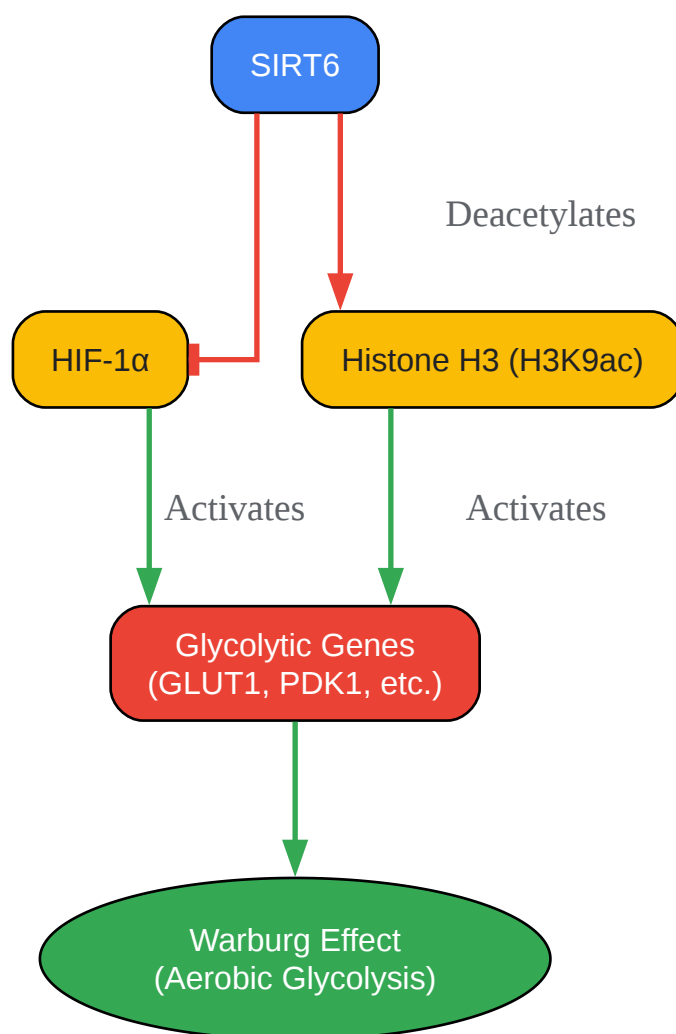 SIRT6
Deacetylates
HIF-1α
Histone H3 (H3K9ac)
Activates
Activates
Glycolytic Genes
(GLUT1, PDK1, etc.)
Warburg Effect
(Aerobic Glycolysis)